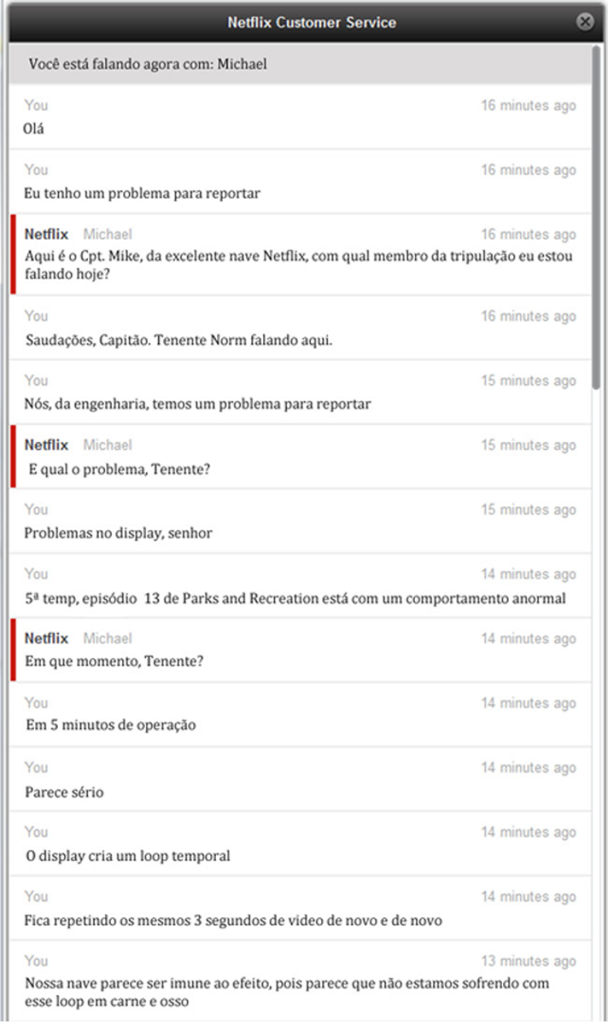 Netflix Customer Service
Você está falando agora com: Michael
You 16 minutes ago
Olá
You 16 minutes ago
Eu tenho um problema para reportar
Netflix Michael 16 minutes ago
Aqui é o Cpt. Mike, da excelente nave Netflix, com qual membro da tripulação eu estou
falando hoje?
You 16 minutes ago
Saudações, Capitão. Tenente Norm falando aqui.
You 15 minutes ago
Nós, da engenharia, temos um problema para reportar
Netflix Michael 15 minutes ago
E qual o problema, Tenente?
You 15 minutes ago
Problemas no display, senhor
You 14 minutes ago
5ª temp, episódio 13 de Parks and Recreation está com um comportamento anormal
Netflix Michael 14 minutes ago
Em que momento, Tenente?
You 14 minutes ago
Em 5 minutos de operação
You 14 minutes ago
Parece sério
You 14 minutes ago
O display cria um loop temporal
You 14 minutes ago
Fica repetindo os mesmos 3 segundos de video de novo e de novo
You 13 minutes ago
Nossa nave parece ser imune ao efeito, pois parece que não estamos sofrendo com
esse loop em carne e osso